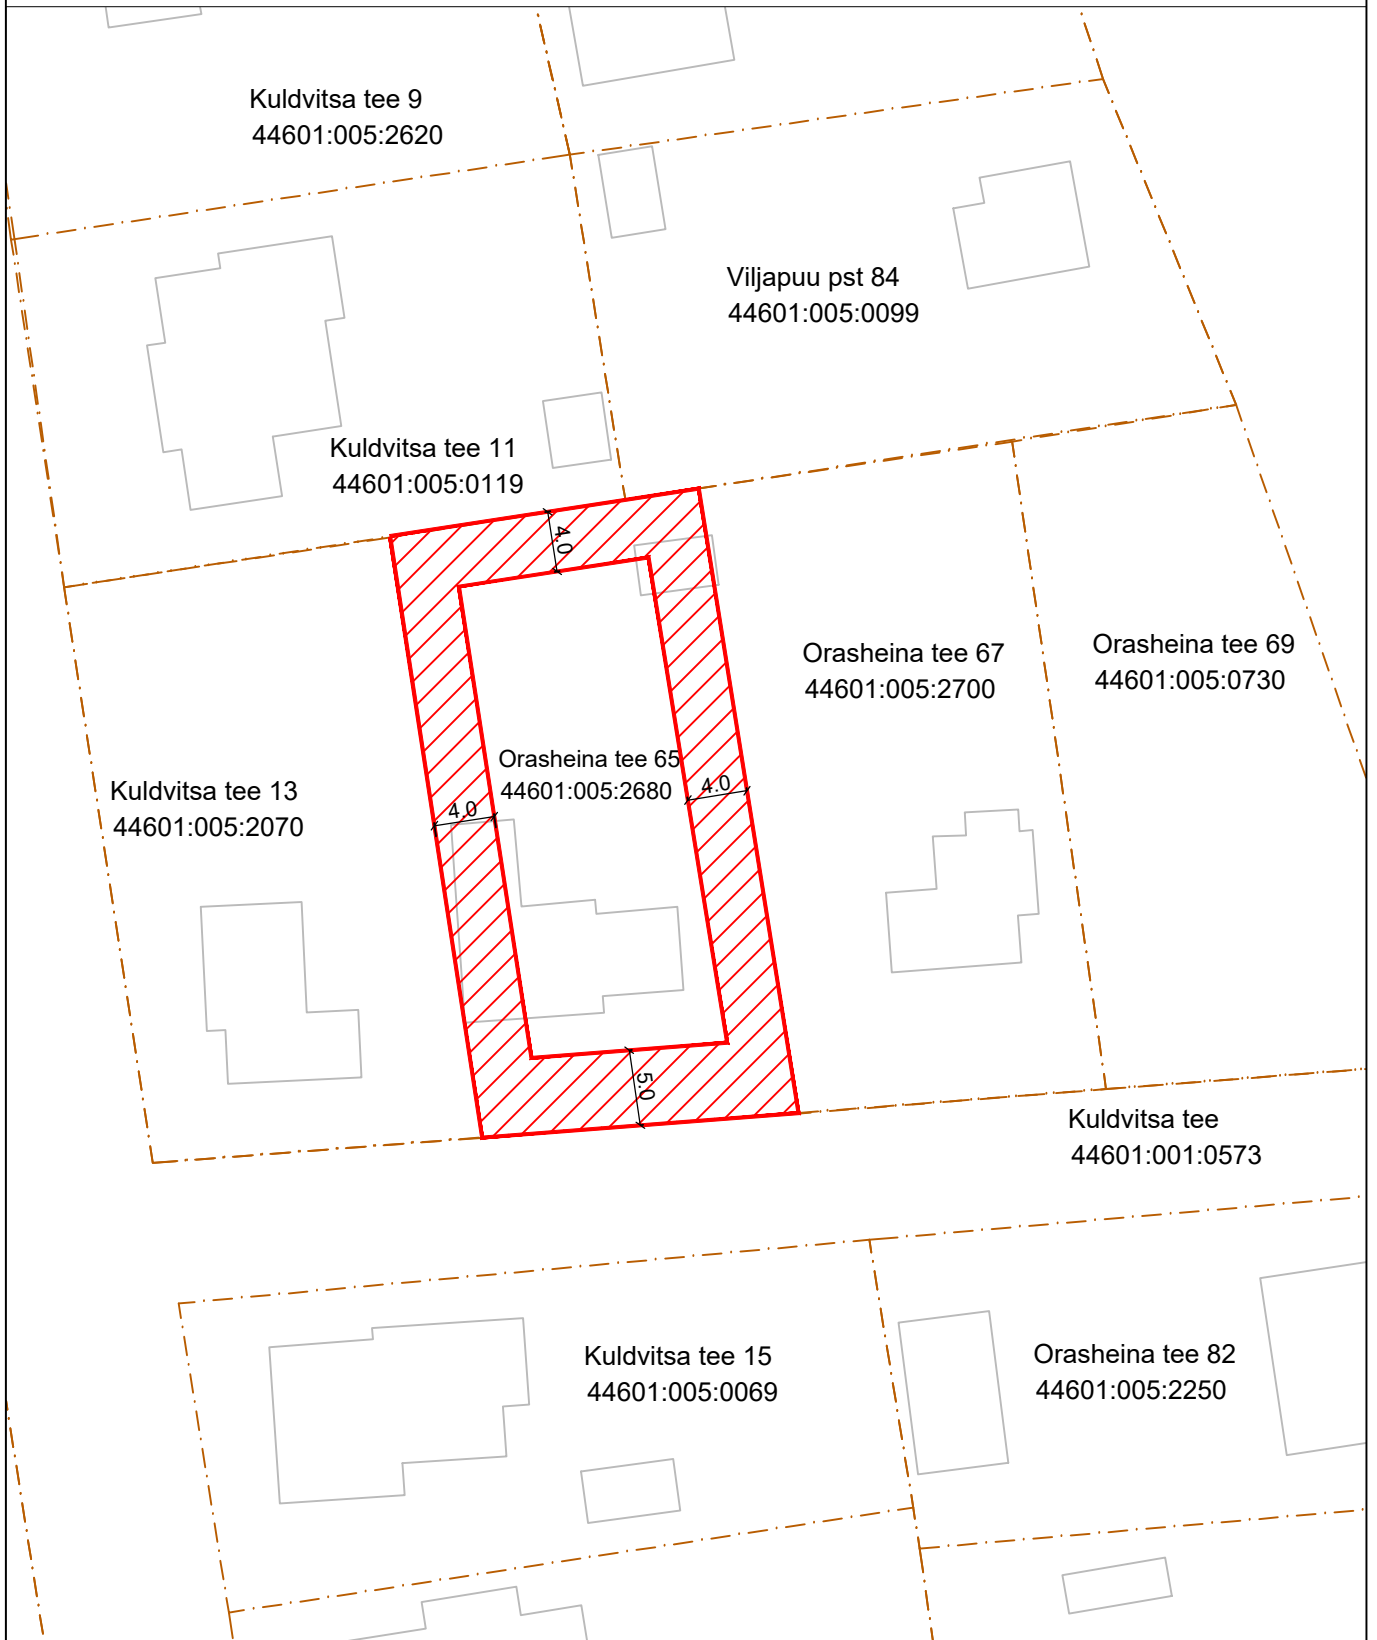 Kuldvitsa tee 9
44601:005:2620
Viljapuu pst 84
44601:005:0099
Kuldvitsa tee 11
44601:005:0119
4.0
Orasheina tee 67
44601:005:2700
Orasheina tee 69
44601:005:0730
Orasheina tee 65
44601:005:2680
4.0
4.0
Kuldvitsa tee 13
44601:005:2070
5.0
Kuldvitsa tee
44601:001:0573
Kuldvitsa tee 15
44601:005:0069
Orasheina tee 82
44601:005:2250